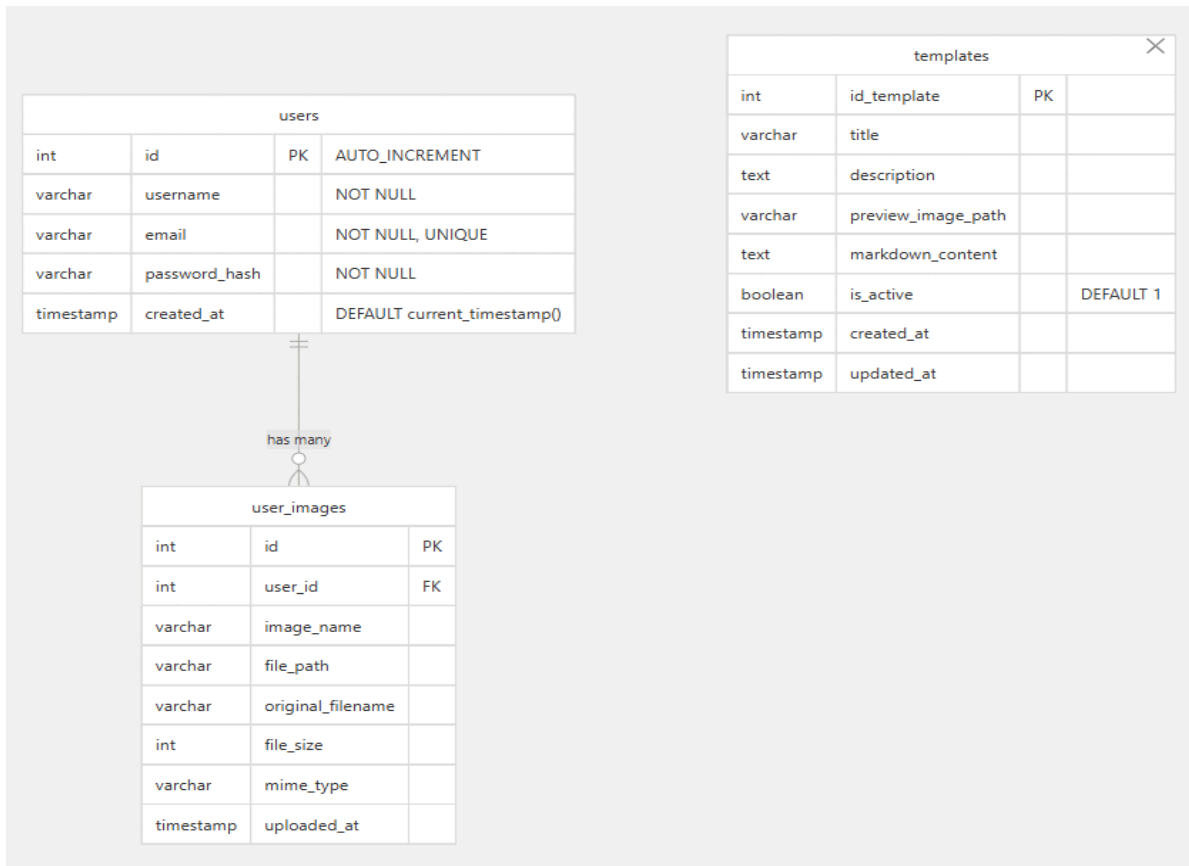 users
int id PK AUTO_INCREMENT
varchar username NOT NULL
varchar email NOT NULL, UNIQUE
varchar password_hash NOT NULL
timestamp created_at DEFAULT current_timestamp()
has many
user_images
int id PK
int user_id FK
varchar image_name
varchar file_path
varchar original_filename
int file_size
varchar mime_type
timestamp uploaded_at
templates
int id_template PK
varchar title
text description
varchar preview_image_path
text markdown_content
boolean is_active DEFAULT 1
timestamp created_at
timestamp updated_at